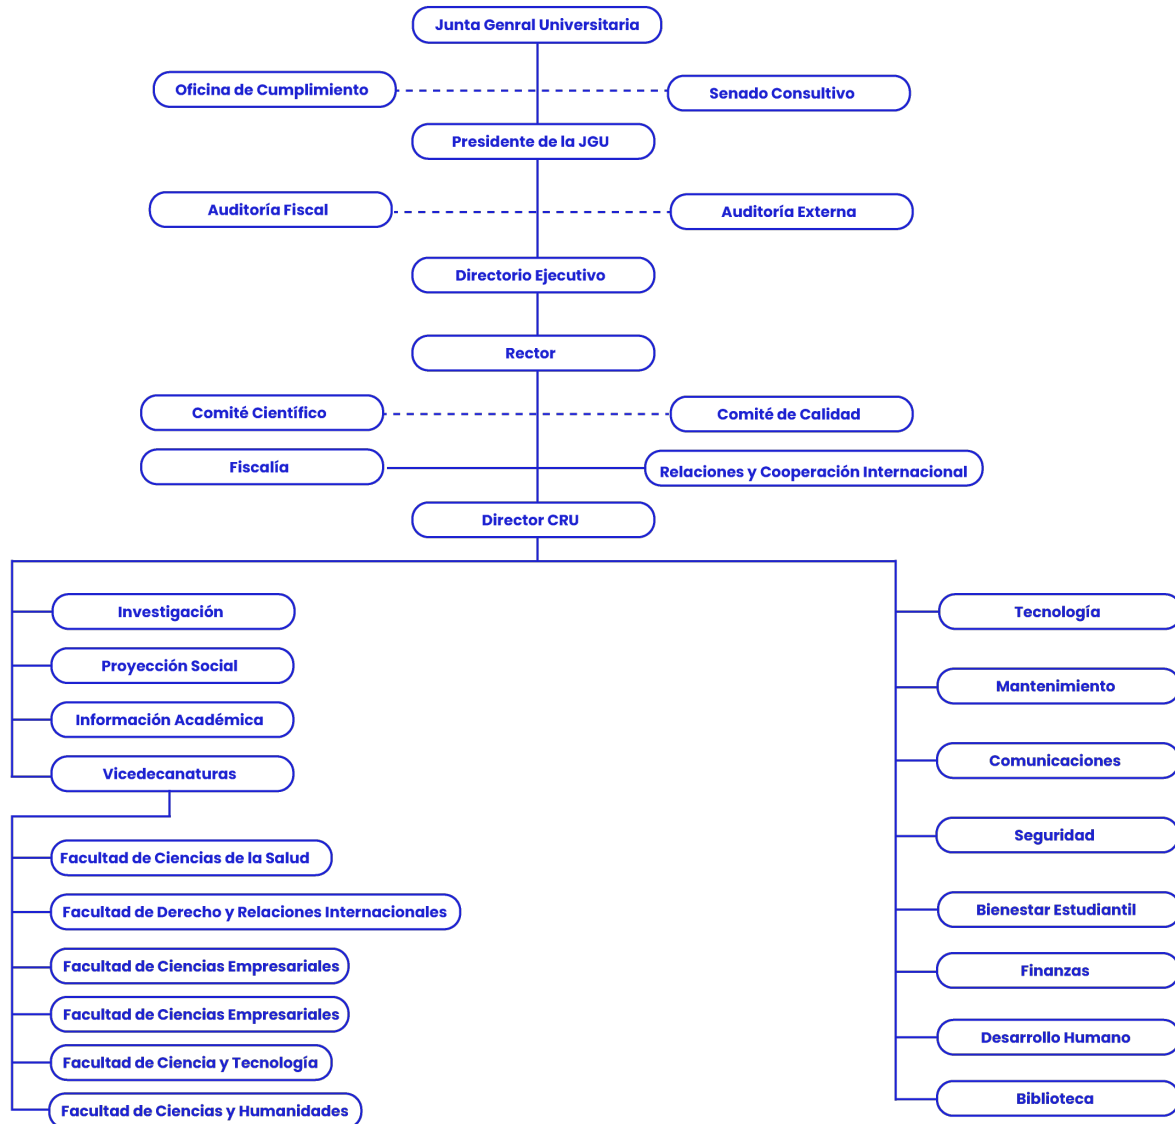 Junta Genral Universitaria
Oficina de Cumplimiento
Senado Consultivo
Presidente de la JGU
Auditoría Fiscal
Auditoría Externa
Directorio Ejecutivo
Rector
Comité Científico
Comité de Calidad
Fiscalía
Relaciones y Cooperación Internacional
Director CRU
Investigación
Proyección Social
Información Académica
Vicedecanaturas
Facultad de Ciencias de la Salud
Facultad de Derecho y Relaciones Internacionales
Facultad de Ciencias Empresariales
Facultad de Ciencias Empresariales
Facultad de Ciencia y Tecnología
Facultad de Ciencias y Humanidades
Tecnología
Mantenimiento
Comunicaciones
Seguridad
Bienestar Estudiantil
Finanzas
Desarrollo Humano
Biblioteca